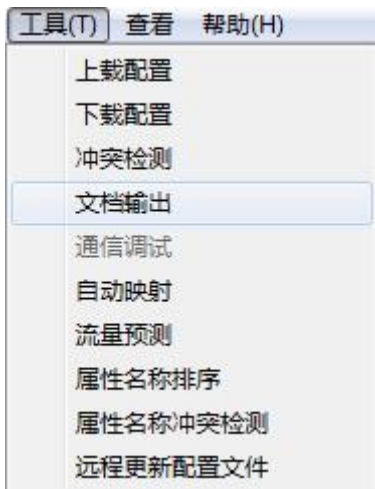 工具(T) 查看 帮助(H)
上载配置
下载配置
冲突检测
文档输出
通信调试
自动映射
流量预测
属性名称排序
属性名称冲突检测
远程更新配置文件